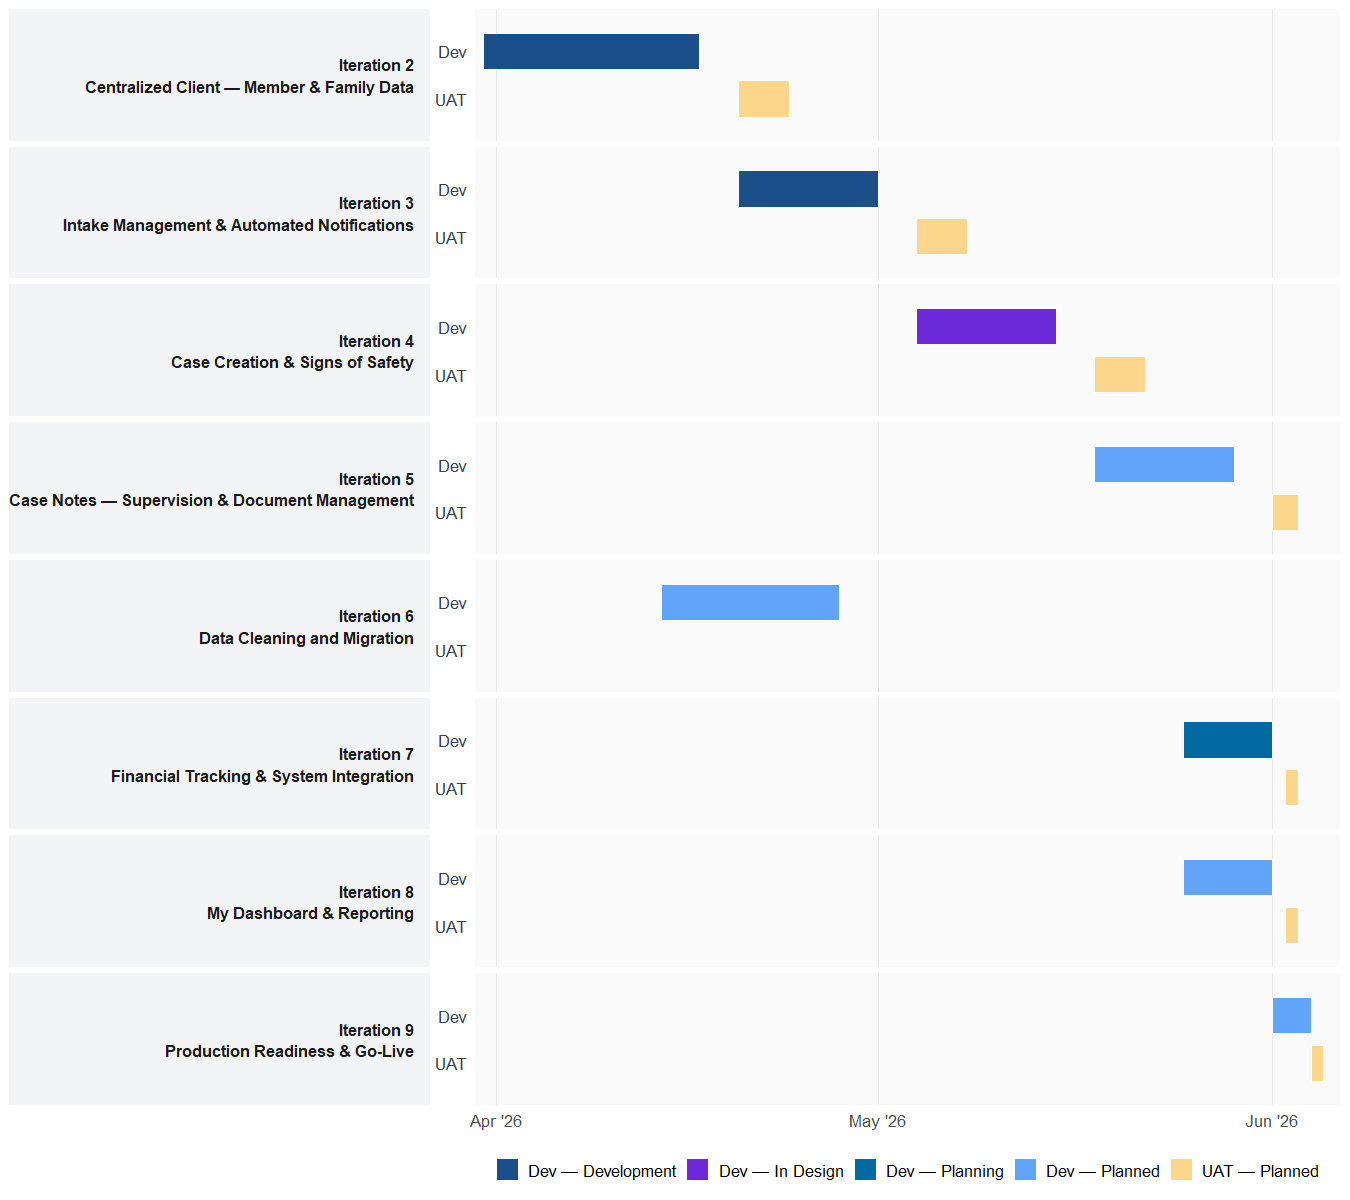 Iteration 2
Centralized Client — Member & Family Data
Dev
UAT
Iteration 3
Intake Management & Automated Notifications
Dev
UAT
Iteration 4
Case Creation & Signs of Safety
Dev
UAT
Iteration 5
Case Notes — Supervision & Document Management
Dev
UAT
Iteration 6
Data Cleaning and Migration
Dev
UAT
Iteration 7
Financial Tracking & System Integration
Dev
UAT
Iteration 8
My Dashboard & Reporting
Dev
UAT
Iteration 9
Production Readiness & Go-Live
Dev
UAT
Apr '26 May '26 Jun '26
Dev — Development Dev — In Design Dev — Planning Dev — Planned UAT — Planned